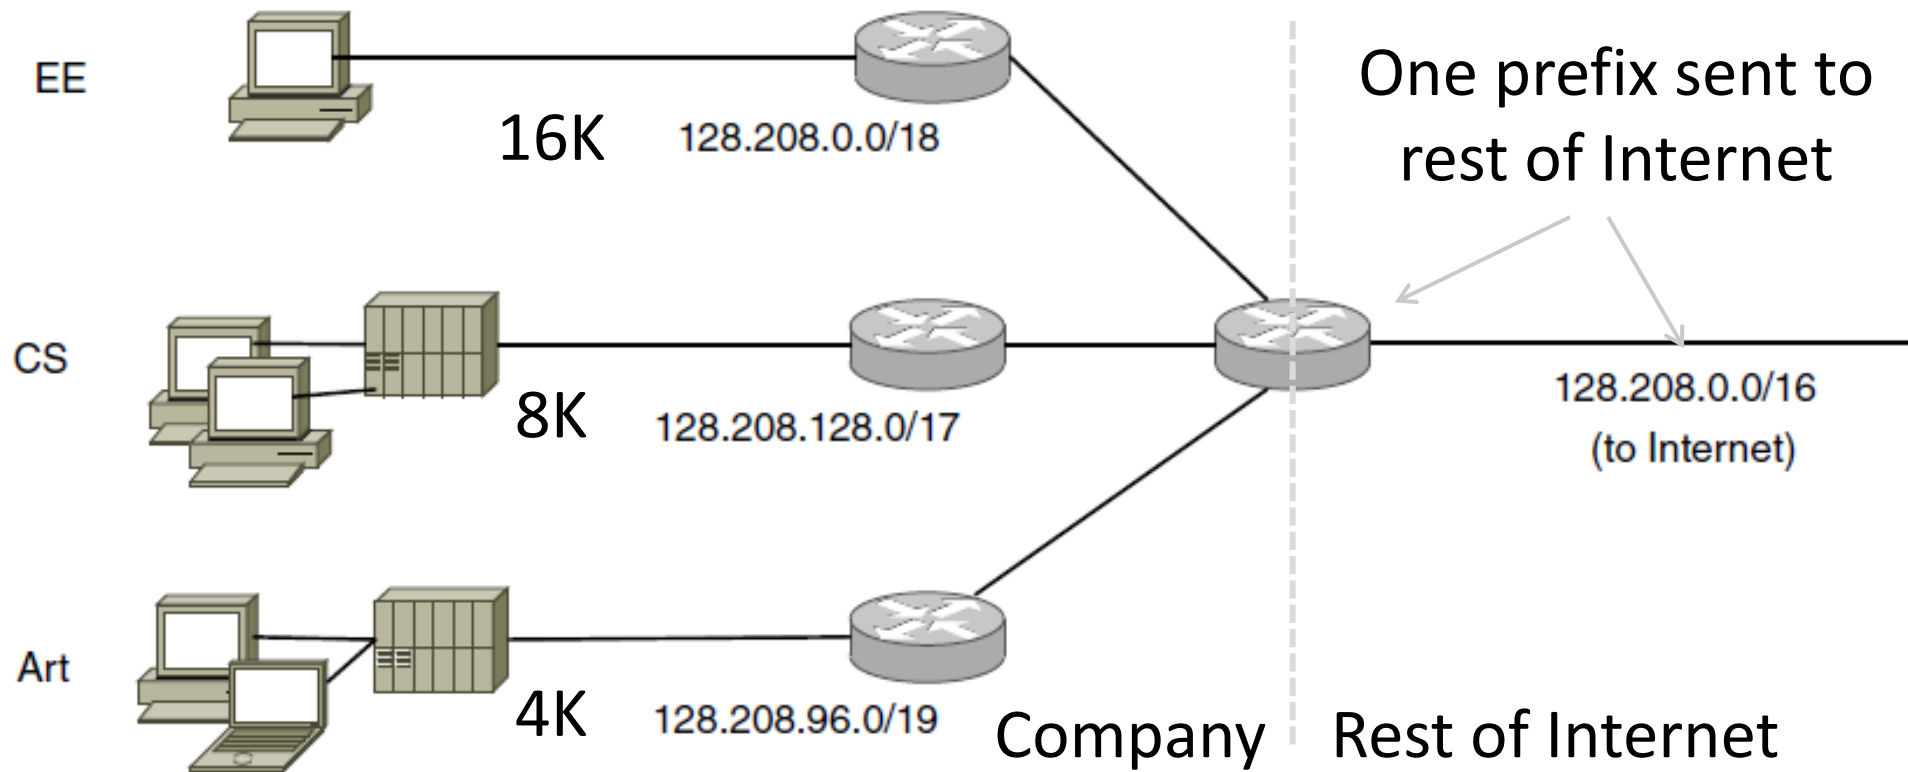 EE
16K
128.208.0.0/18
One prefix sent to
rest of Internet
CS
8K
128.208.128.0/17
128.208.0.0/16
(to Internet)
Art
4K
128.208.96.0/19
Company
Rest of Internet